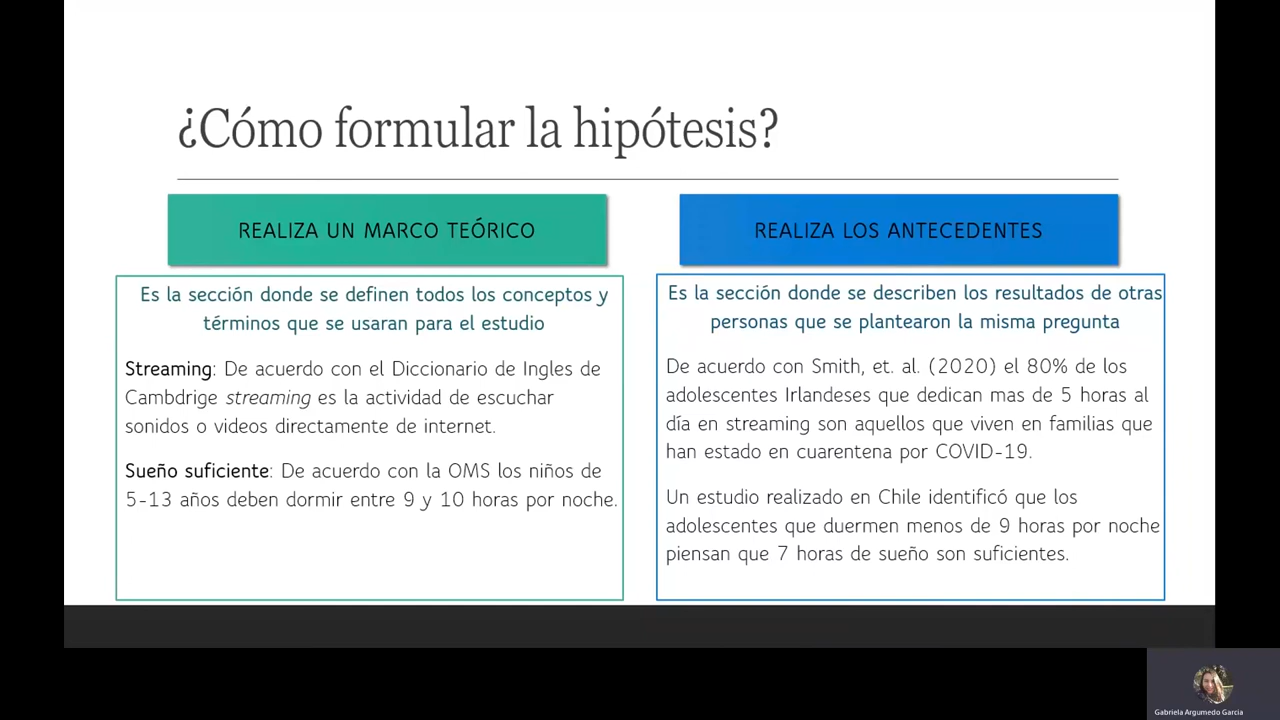 ¿Cómo formular la hipótesis?
REALIZA UN MARCO TEÓRICO
Es la sección donde se definen todos los conceptos y
términos que se usaran para el estudio
Streaming: De acuerdo con el Diccionario de Ingles de
Cambdrige streaming es la actividad de escuchar
sonidos o videos directamente de internet.
Sueño suficiente: De acuerdo con la OMS los niños de
5-13 años deben dormir entre 9 y 10 horas por noche.
REALIZA LOS ANTECEDENTES
Es la sección donde se describen los resultados de otras
personas que se plantearon la misma pregunta
De acuerdo con Smith, et. al. (2020) el 80% de los
adolescentes Irlandeses que dedican mas de 5 horas al
día en streaming son aquellos que viven en familias que
han estado en cuarentena por COVID-19.
Un estudio realizado en Chile identificó que los
adolescentes que duermen menos de 9 horas por noche
piensan que 7 horas de sueño son suficientes.
Gabriela Argumedo Garcia